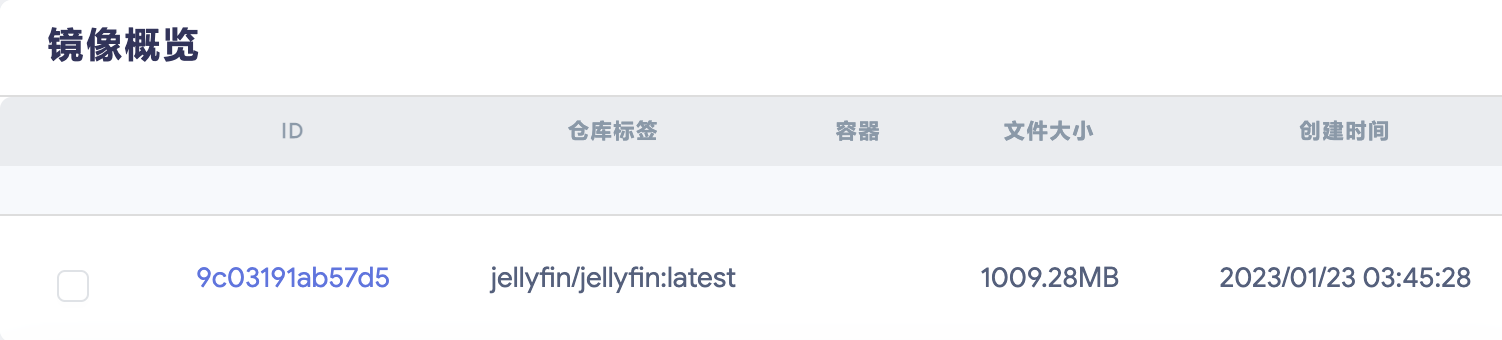 镜像概览
ID 仓库标签 容器 文件大小 创建时间
9c03191ab57d5 jellyfin/jellyfin:latest 1009.28MB 2023/01/23 03:45:28